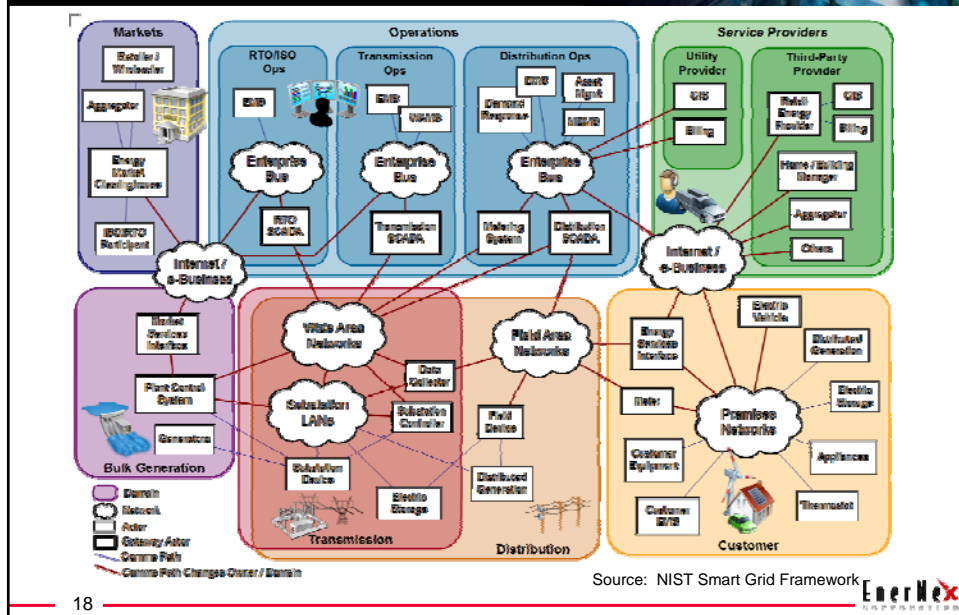 Markets
Retailer /
Wholesaler
Aggregator
Energy
Market
Clearinghouse
ISO/RTO
Participant
Operations
RTO/ISO
Ops
EMS
Enterprise
Bus
RTO
SCADA
Transmission
Ops
EMS
WAMS
Enterprise
Bus
Transmission
SCADA
Distribution Ops
DMS
Asset
Mgmt
Demand
Response
Enterprise
Bus
Metering
System
Distribution
SCADA
Service Providers
Utility
Provider
CIS
Billing
Third-Party
Provider
Retail
Energy
Provider
CIS
Billing
Home / Building
Manager
Aggregator
Others
Internet /
e-Business
Internet /
e-Business
Market
Services
Interface
Plant Control
System
Generators
Bulk Generation
Wide Area
Networks
Substation
LANs
Data
Collector
Substation
Controller
Substation
Device
Electric
Storage
Transmission
Field Area
Networks
Field
Device
Distributed
Generation
Distribution
Energy
Services
Interface
Meter
Electric
Vehicle
Distributed
Generation
Electric
Storage
Premises
Networks
Appliances
Customer
Equipment
Customer
EMS
Thermostat
Customer
Domain
Network
Actor
Gateway Actor
Comms Path
Comms Path Changes Owner / Domain
Source: NIST Smart Grid Framework
18
EnerNex
CORPORATION